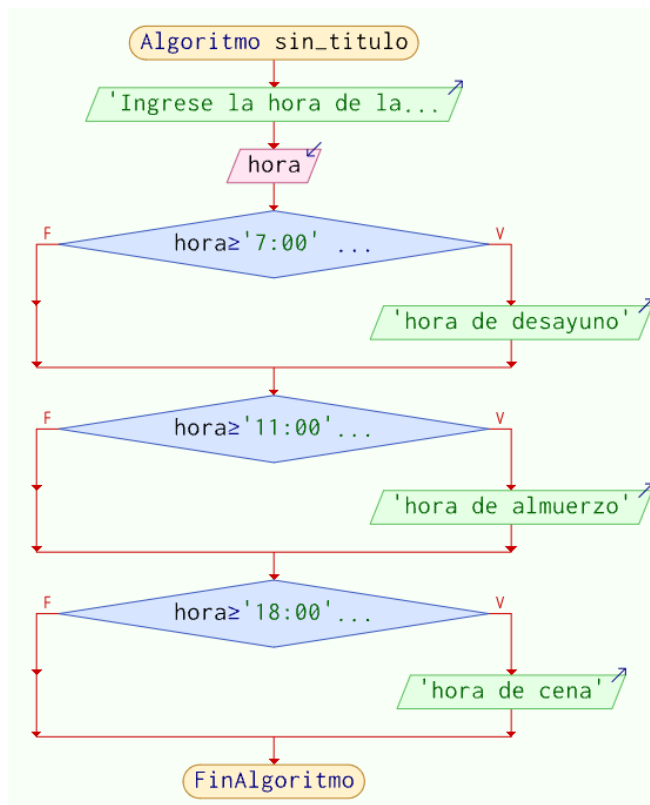 Algoritmo sin_titulo
'Ingrese la hora de la...
hora
F
hora≥'7:00' ...
V
'hora de desayuno'
F
hora≥'11:00'...
V
'hora de almuerzo'
F
hora≥'18:00'...
V
'hora de cena'
FinAlgoritmo